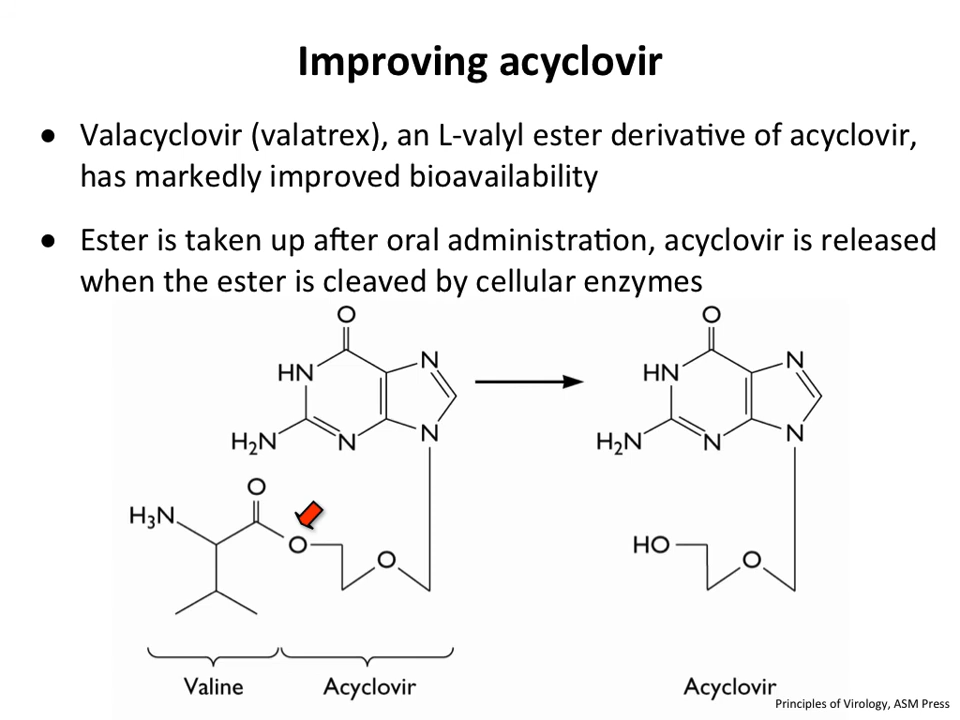 Improving acyclovir
● Valacyclovir (valatrex), an L-valyl ester derivative of acyclovir,
has markedly improved bioavailability
● Ester is taken up after oral administration, acyclovir is released
when the ester is cleaved by cellular enzymes
O
HN
N
H₂N
N
N
O
H₃N
O
O
Valine
Acyclovir
O
HN
N
H₂N
N
N
HO
O
Acyclovir
Principles of Virology, ASM Press